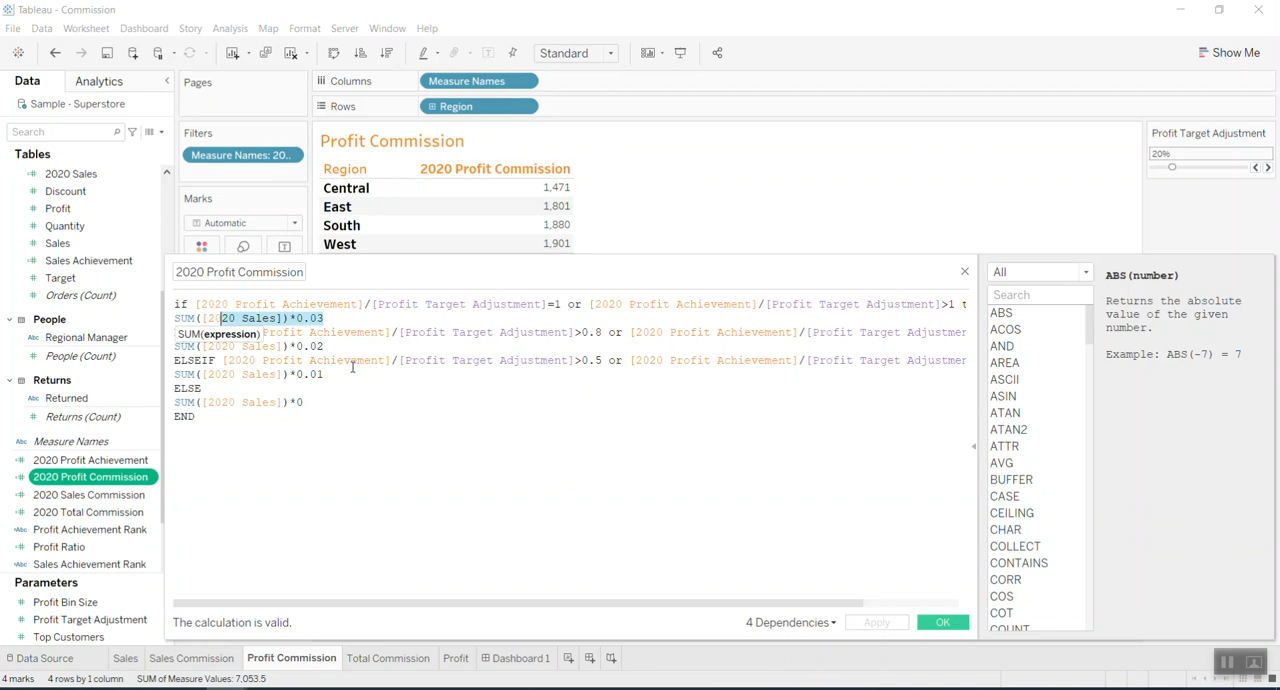 Tableau - Commission
File Data Worksheet Dashboard Story Analysis Map Format Server Window Help
Standard
Show Me
Data Analytics
Pages
Columns
Measure Names
Sample - Superstore
Rows
Region
Search
Filters
Measure Names: 20..
Profit Commission
Profit Target Adjustment
20%
Tables
Region 2020 Profit Commission
Central 1,471
East 1,801
South 1,880
West 1,901
Marks
Automatic
2020 Sales
Discount
Profit
Quantity
Sales
Sales Achievement
Target
Orders (Count)
People
Regional Manager
People (Count)
Returns
Abc Returned
Returns (Count)
Abc Measure Names
2020 Profit Achievement
2020 Profit Commission
2020 Sales Commission
2020 Total Commission
Profit Achievement Rank
Profit Ratio
Sales Achievement Rank
Parameters
Profit Bin Size
Profit Target Adjustment
Top Customers
2020 Profit Commission
if [2020 Profit Achievement]/[Profit Target Adjustment]=1 or [2020 Profit Achievement]/[Profit Target Adjustment]>1 t
SUM([2020 Sales])*0.03
SUM(expression)
Profit Achievement]/[Profit Target Adjustment]>0.8 or [2020 Profit Achievement]/[Profit Target Adjustmer
SUM([2020 Sales])*0.02
ELSEIF [2020 Profit Achievement]/[Profit Target Adjustment]>0.5 or [2020 Profit Achievement]/[Profit Target Adjustmer
SUM([2020 Sales])*0.01
ELSE
SUM([2020 Sales])*0
END
The calculation is valid.
4 Dependencies
Apply
OK
All
Search
ABS
ACOS
AND
AREA
ASCII
ASIN
ATAN
ATAN2
ATTR
AVG
BUFFER
CASE
CEILING
CHAR
COLLECT
CONTAINS
CORR
COS
COT
COUNT
ABS(number)
Returns the absolute
value of the given
number.
Example: ABS(-7) = 7
Data Source Sales Sales Commission Profit Commission Total Commission Profit Dashboard 1
4 marks 4 rows by 1 column SUM of Measure Values: 7,053.5